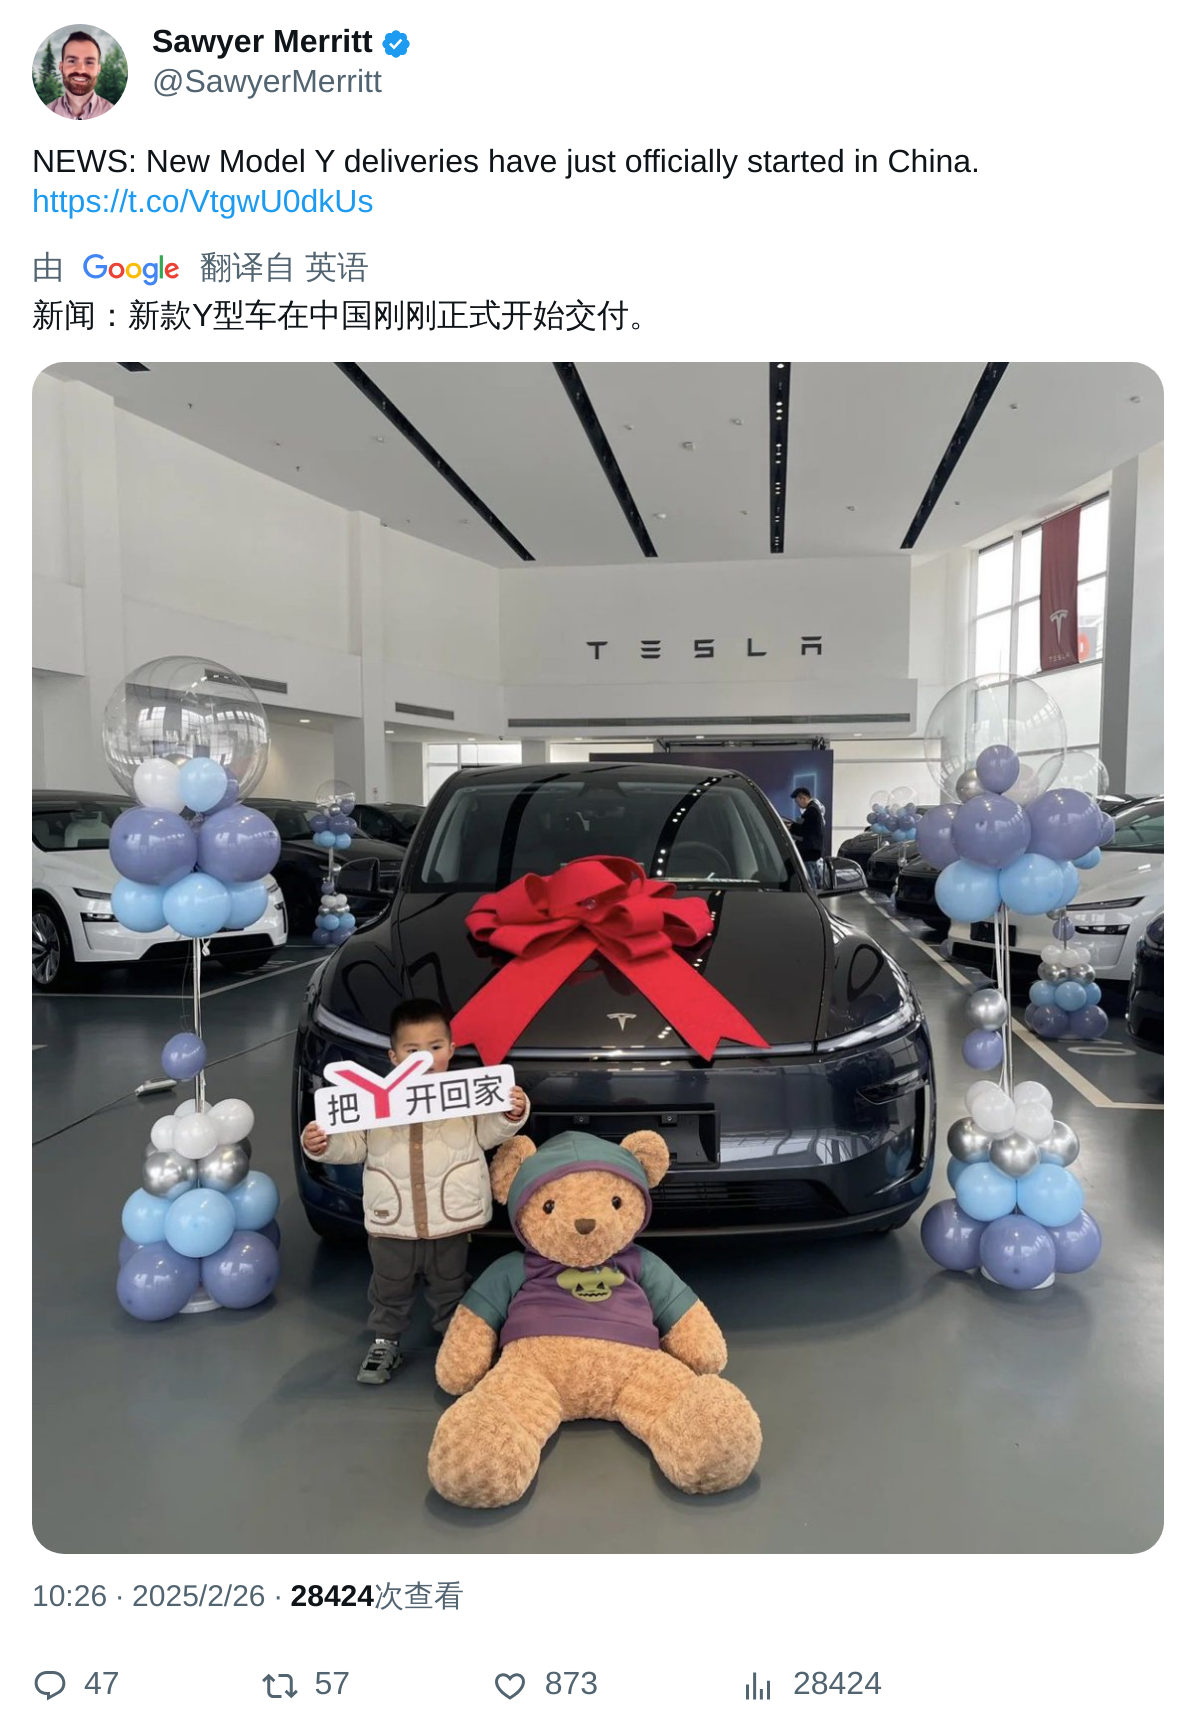 Sawyer Merritt
@SawyerMerritt
NEWS: New Model Y deliveries have just officially started in China.
https://t.co/VtgwU0dkUs
由 Google 翻译自 英语
新闻：新款Y型车在中国刚刚正式开始交付。
TESLA
TESLA
把Y开回家
10:26 · 2025/2/26 · 28424次查看
47 57 873 28424